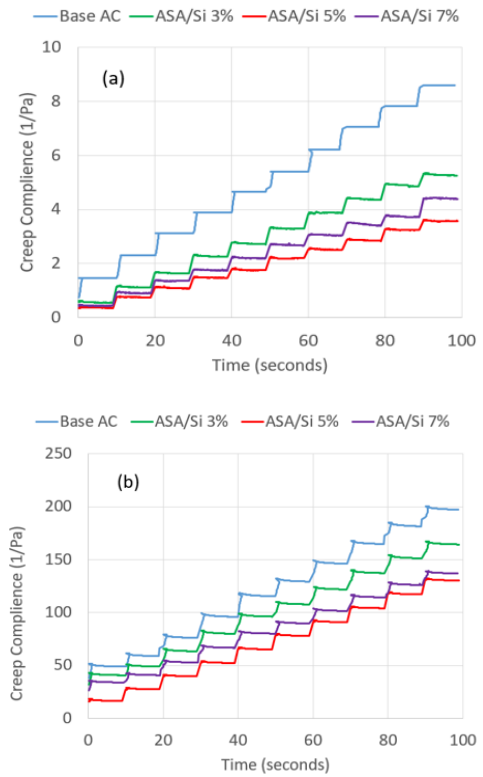 Base AC ASA/Si 3% ASA/Si 5% ASA/Si 7%
(a)
Creep Complience (1/Pa)
10
8
6
4
2
0
0 20 40 60 80 100
Time (seconds)
Base AC ASA/Si 3% ASA/Si 5% ASA/Si 7%
(b)
Creep Complience (1/Pa)
250
200
150
100
50
0
0 20 40 60 80 100
Time (seconds)